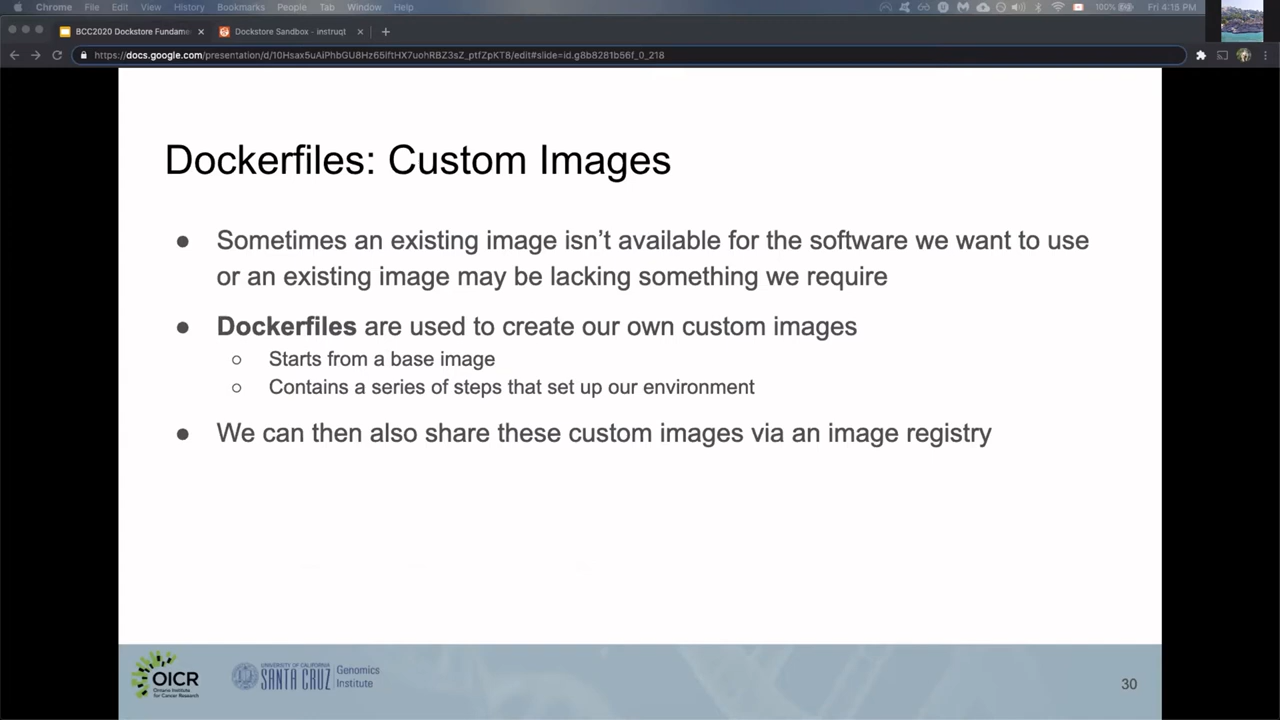 Chrome File Edit View History Bookmarks People Tab Window Help 100% Fri 4:18 PM
BCC2020 Dockstore Fundame Dockstore Sandbox - instruqt
https://docs.google.com/presentation/d/10Hsax5uAiPhbGU8Hz65iftHX7uohRBZ3sZ_ptfZpKT8/edit#slide=id.g8b8281b56f_0_218
Dockerfiles: Custom Images
● Sometimes an existing image isn’t available for the software we want to use
or an existing image may be lacking something we require
● Dockerfiles are used to create our own custom images
○ Starts from a base image
○ Contains a series of steps that set up our environment
● We can then also share these custom images via an image registry
OICR
Ontario Institute
for Cancer Research
UNIVERSITY OF CALIFORNIA
SANTA CRUZ
Genomics
Institute
30